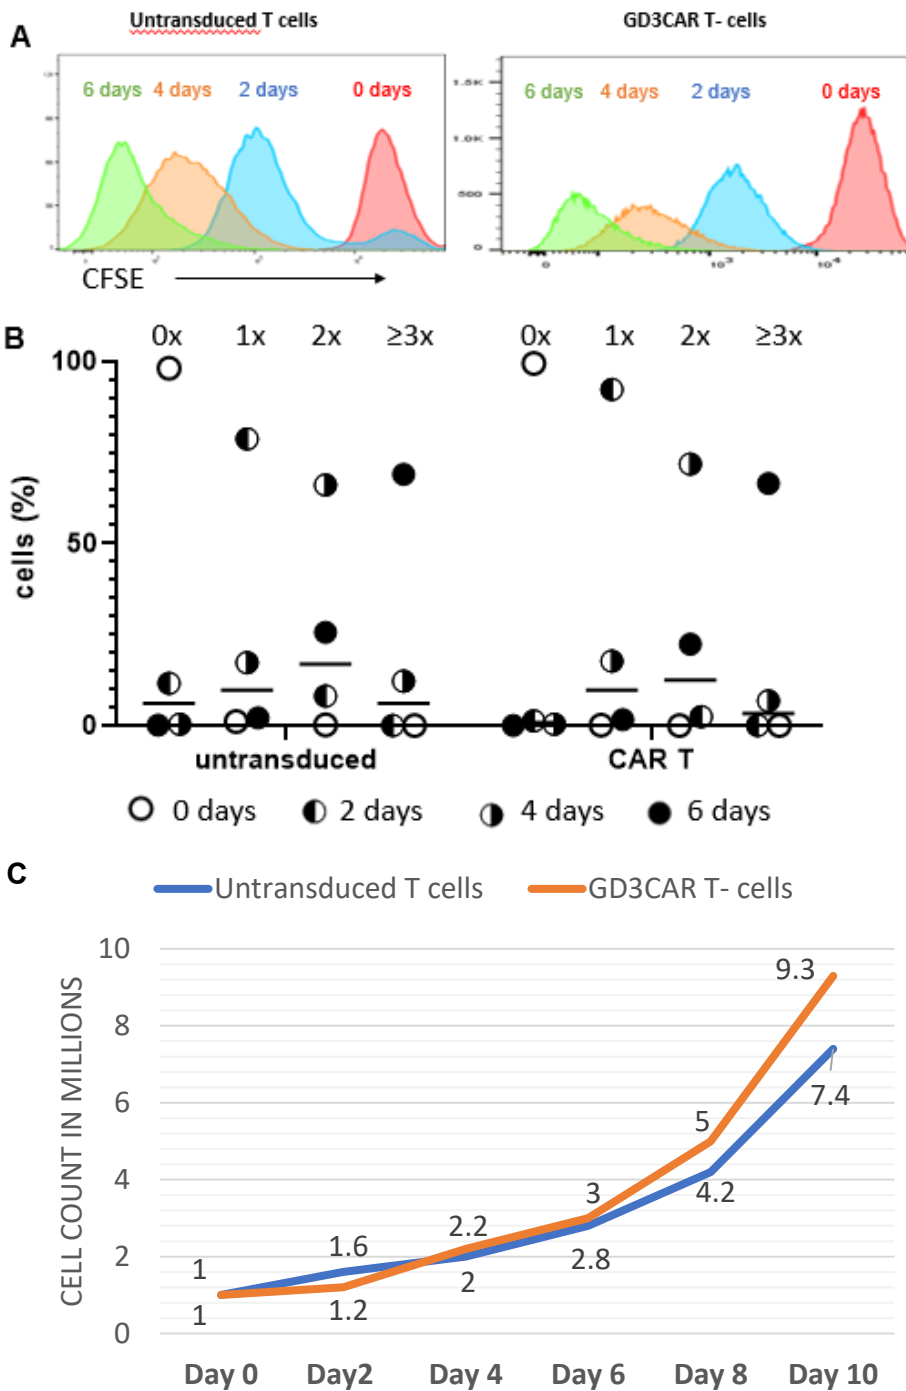 A
Untransduced T cells
GD3CAR T- cells
6 days 4 days 2 days 0 days
6 days 4 days 2 days 0 days
1.5K
1.0K
500
0
0 10³ 10⁴
CFSE
B
0x 1x 2x ≥3x 0x 1x 2x ≥3x
100
50
0
cells (%)
untransduced CAR T
0 days 2 days 4 days 6 days
C
Untransduced T cells GD3CAR T- cells
CELL COUNT IN MILLIONS
10
8
6
4
2
0
9.3
7.4
5
4.2
3
2.8
2.2
2
1.6
1.2
1
1
Day 0 Day2 Day 4 Day 6 Day 8 Day 10